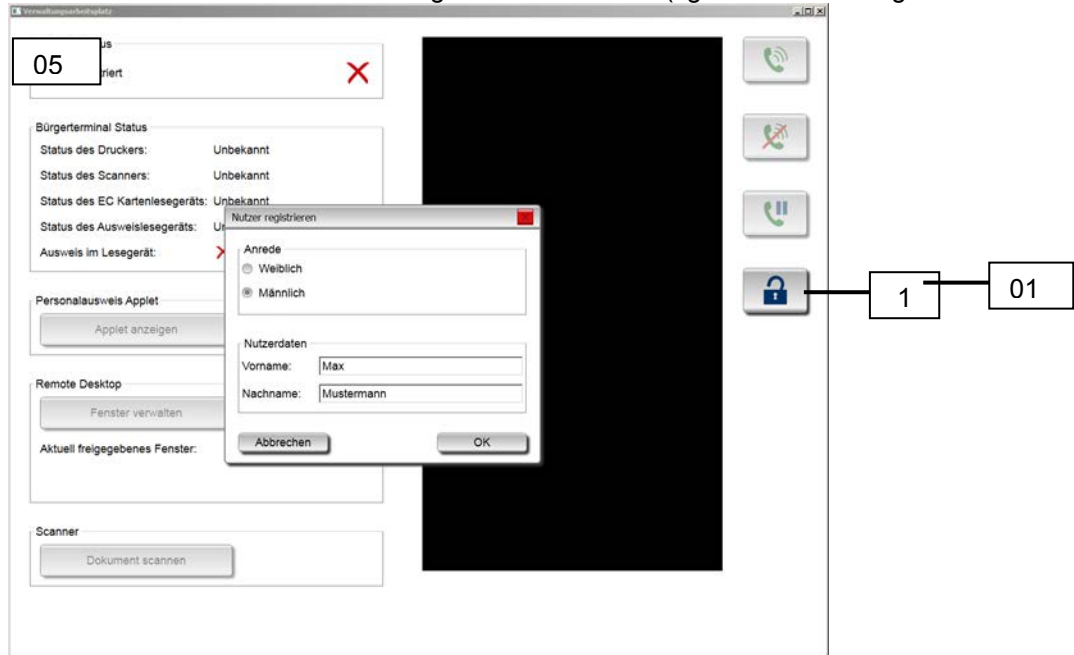 Verwaltungsarbeitsplatz
05
Bürgerterminal Status
Status des Druckers: Unbekannt
Status des Scanners: Unbekannt
Status des EC Kartenlesegeräts: Unbekannt
Status des Ausweislesegeräts:
Ausweis im Lesegerät:
Personalausweis Applet
Applet anzeigen
Remote Desktop
Fenster verwalten
Aktuell freigegebenes Fenster:
Scanner
Dokument scannen
Nutzer registrieren
Anrede
Weiblich
Männlich
Nutzerdaten
Vorname: Max
Nachname: Mustermann
Abbrechen OK
1
01